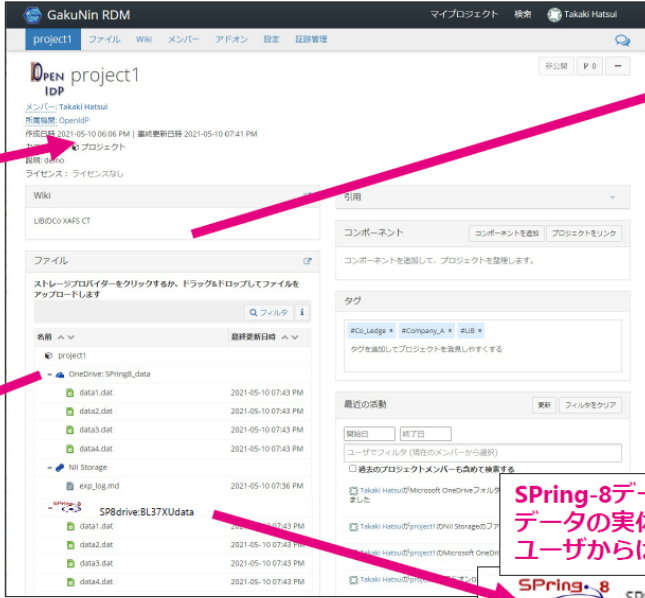 GakuNin RDM
マイプロジェクト 検索 Takaki Hatsui
project1 ファイル Wiki メンバー アドオン 設定 証跡管理
OPEN IDP
project1
非公開 0
メンバー: Takaki Hatsui
所属機関: OpenIdP
作成日時 2021-05-10 06:06 PM | 最終更新日時 2021-05-10 07:41 PM
プロジェクト
説明: demo
ライセンス: ライセンスなし
Wiki
LIBのCo XAFS CT
引用
コンポーネント コンポーネントを追加 プロジェクトをリンク
コンポーネントを追加して、プロジェクトを整理します。
ファイル
ストレージプロバイダーをクリックするか、ドラッグ&ドロップしてファイルを
アップロードします
フィルタ i
名前 最終更新日時
project1
OneDrive: SPring8_data
data1.dat 2021-05-10 07:43 PM
data2.dat 2021-05-10 07:43 PM
data3.dat 2021-05-10 07:43 PM
data4.dat 2021-05-10 07:43 PM
NII Storage
exp_log.md 2021-05-10 07:36 PM
SP8drive:BL37XUdata
data1.dat 2021-05-10 07:43 PM
data2.dat 2021-05-10 07:43 PM
data3.dat 2021-05-10 07:43 PM
data4.dat 2021-05-10 07:43 PM
タグ
#Co_Ledge × #Company_A × #LIB ×
タグを追加してプロジェクトを発見しやすくする
最近の活動 更新 フィルタをクリア
開始日 終了日
ユーザでフィルタ (現在のメンバーから選択)
過去のプロジェクトメンバーも含めて検索する
Takaki HatsuiがMicrosoft OneDriveフォルダ
ました
Takaki Hatsuiがproject1のNII Storageのファ
Takaki Hatsuiがproject1のMicrosoft OneDri
Takaki Hatsuiが
SPring-8デー
データの実体
ユーザからは
SPring-8